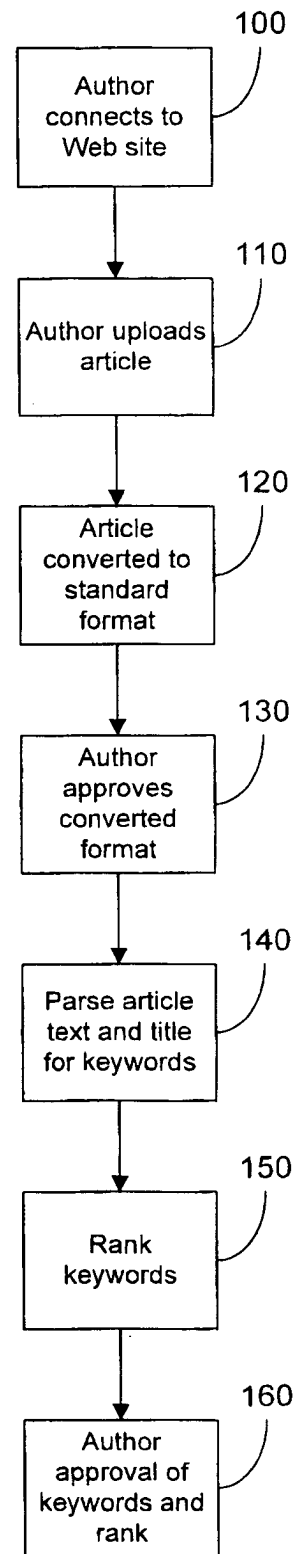 100
Author
connects to
Web site
110
Author uploads
article
120
Article
converted to
standard
format
130
Author
approves
converted
format
140
Parse article
text and title
for keywords
150
Rank
keywords
160
Author
approval of
keywords and
rank